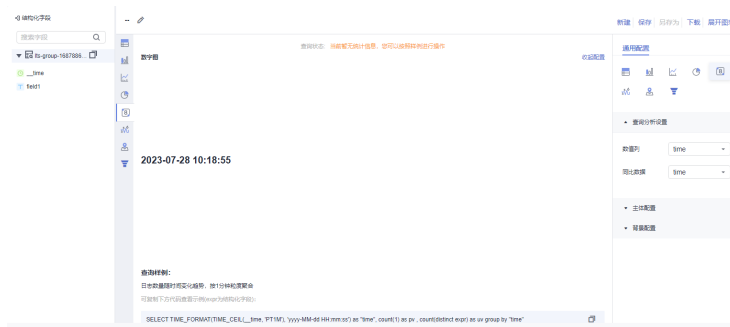 结构化字段
搜索字段
lts-group-1687886...
__time
field1
--
新建 保存 另存为 下载 展开图
查询状态: 当前暂无统计信息，您可以按照样例进行操作
数字图
收起配置
2023-07-28 10:18:55
查询样例:
日志数量随时间变化趋势，按1分钟粒度聚合
可复制下方代码查看示例(expr为结构化字段):
SELECT TIME_FORMAT(TIME_CEIL(__time, 'PT1M'), 'yyyy-MM-dd HH:mm:ss') as "time", count(1) as pv , count(distinct expr) as uv group by "time"
通用配置
查询分析设置
数值列 time
同比数据 time
主体配置
背景配置